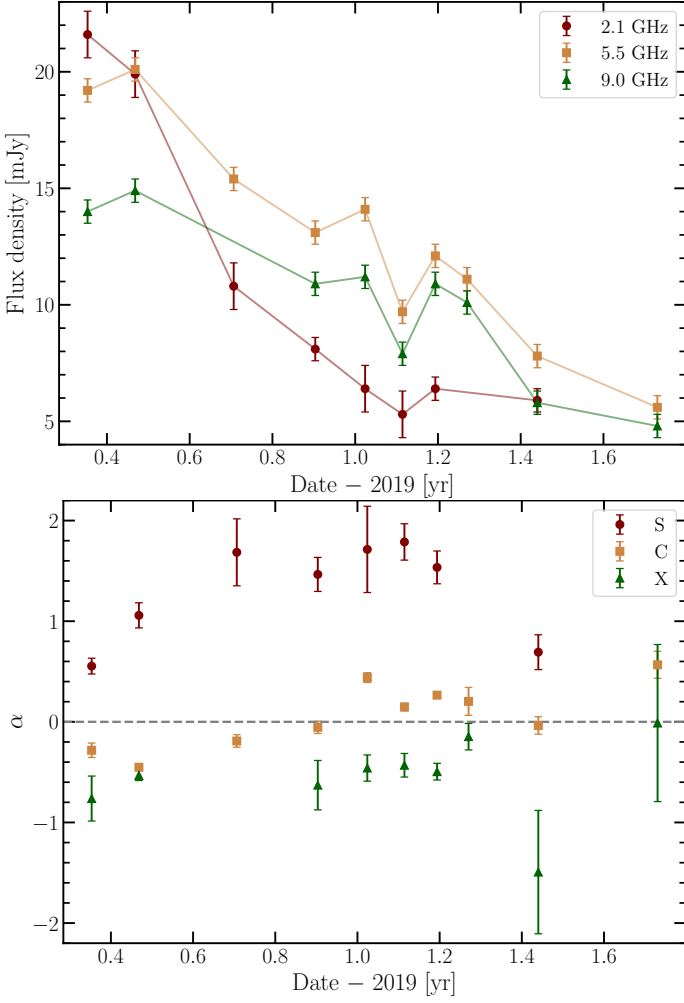 2.1 GHz
5.5 GHz
9.0 GHz
Flux density [mJy]
20
15
10
5
0.4 0.6 0.8 1.0 1.2 1.4 1.6
Date − 2019 [yr]
S
C
X
α
2
1
0
−1
−2
0.4 0.6 0.8 1.0 1.2 1.4 1.6
Date − 2019 [yr]